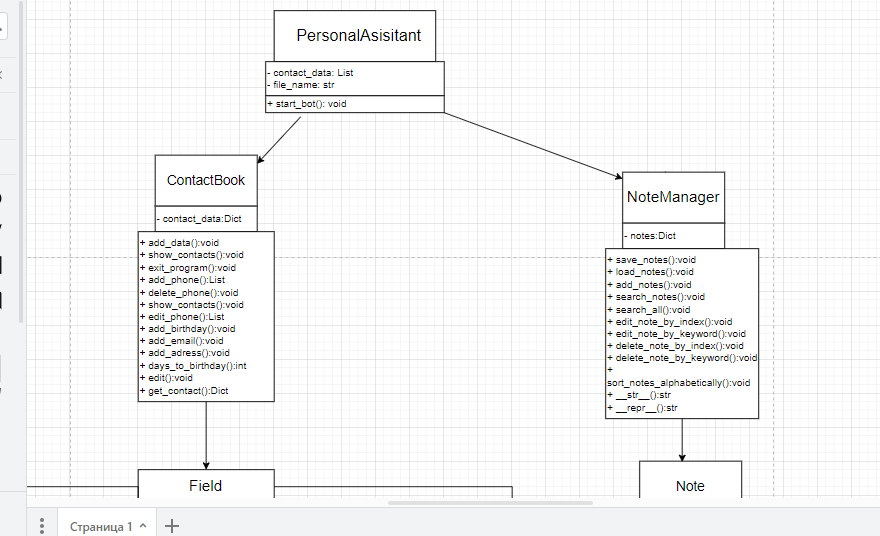 PersonalAsisitant
- contact_data: List
- file_name: str
+ start_bot(): void
ContactBook
- contact_data:Dict
+ add_data():void
+ show_contacts():void
+ exit_program():void
+ add_phone():List
+ delete_phone():void
+ show_contacts():void
+ edit_phone():List
+ add_birthday():void
+ add_email():void
+ add_adress():void
+ days_to_birthday():int
+ edit():void
+ get_contact():Dict
NoteManager
- notes:Dict
+ save_notes():void
+ load_notes():void
+ add_notes():void
+ search_notes():void
+ search_all():void
+ edit_note_by_index():void
+ edit_note_by_keyword():void
+ delete_note_by_index():void
+ delete_note_by_keyword():void
+
sort_notes_alphabetically():void
+ __str__():str
+ __repr__():str
Field
Note
Страница 1